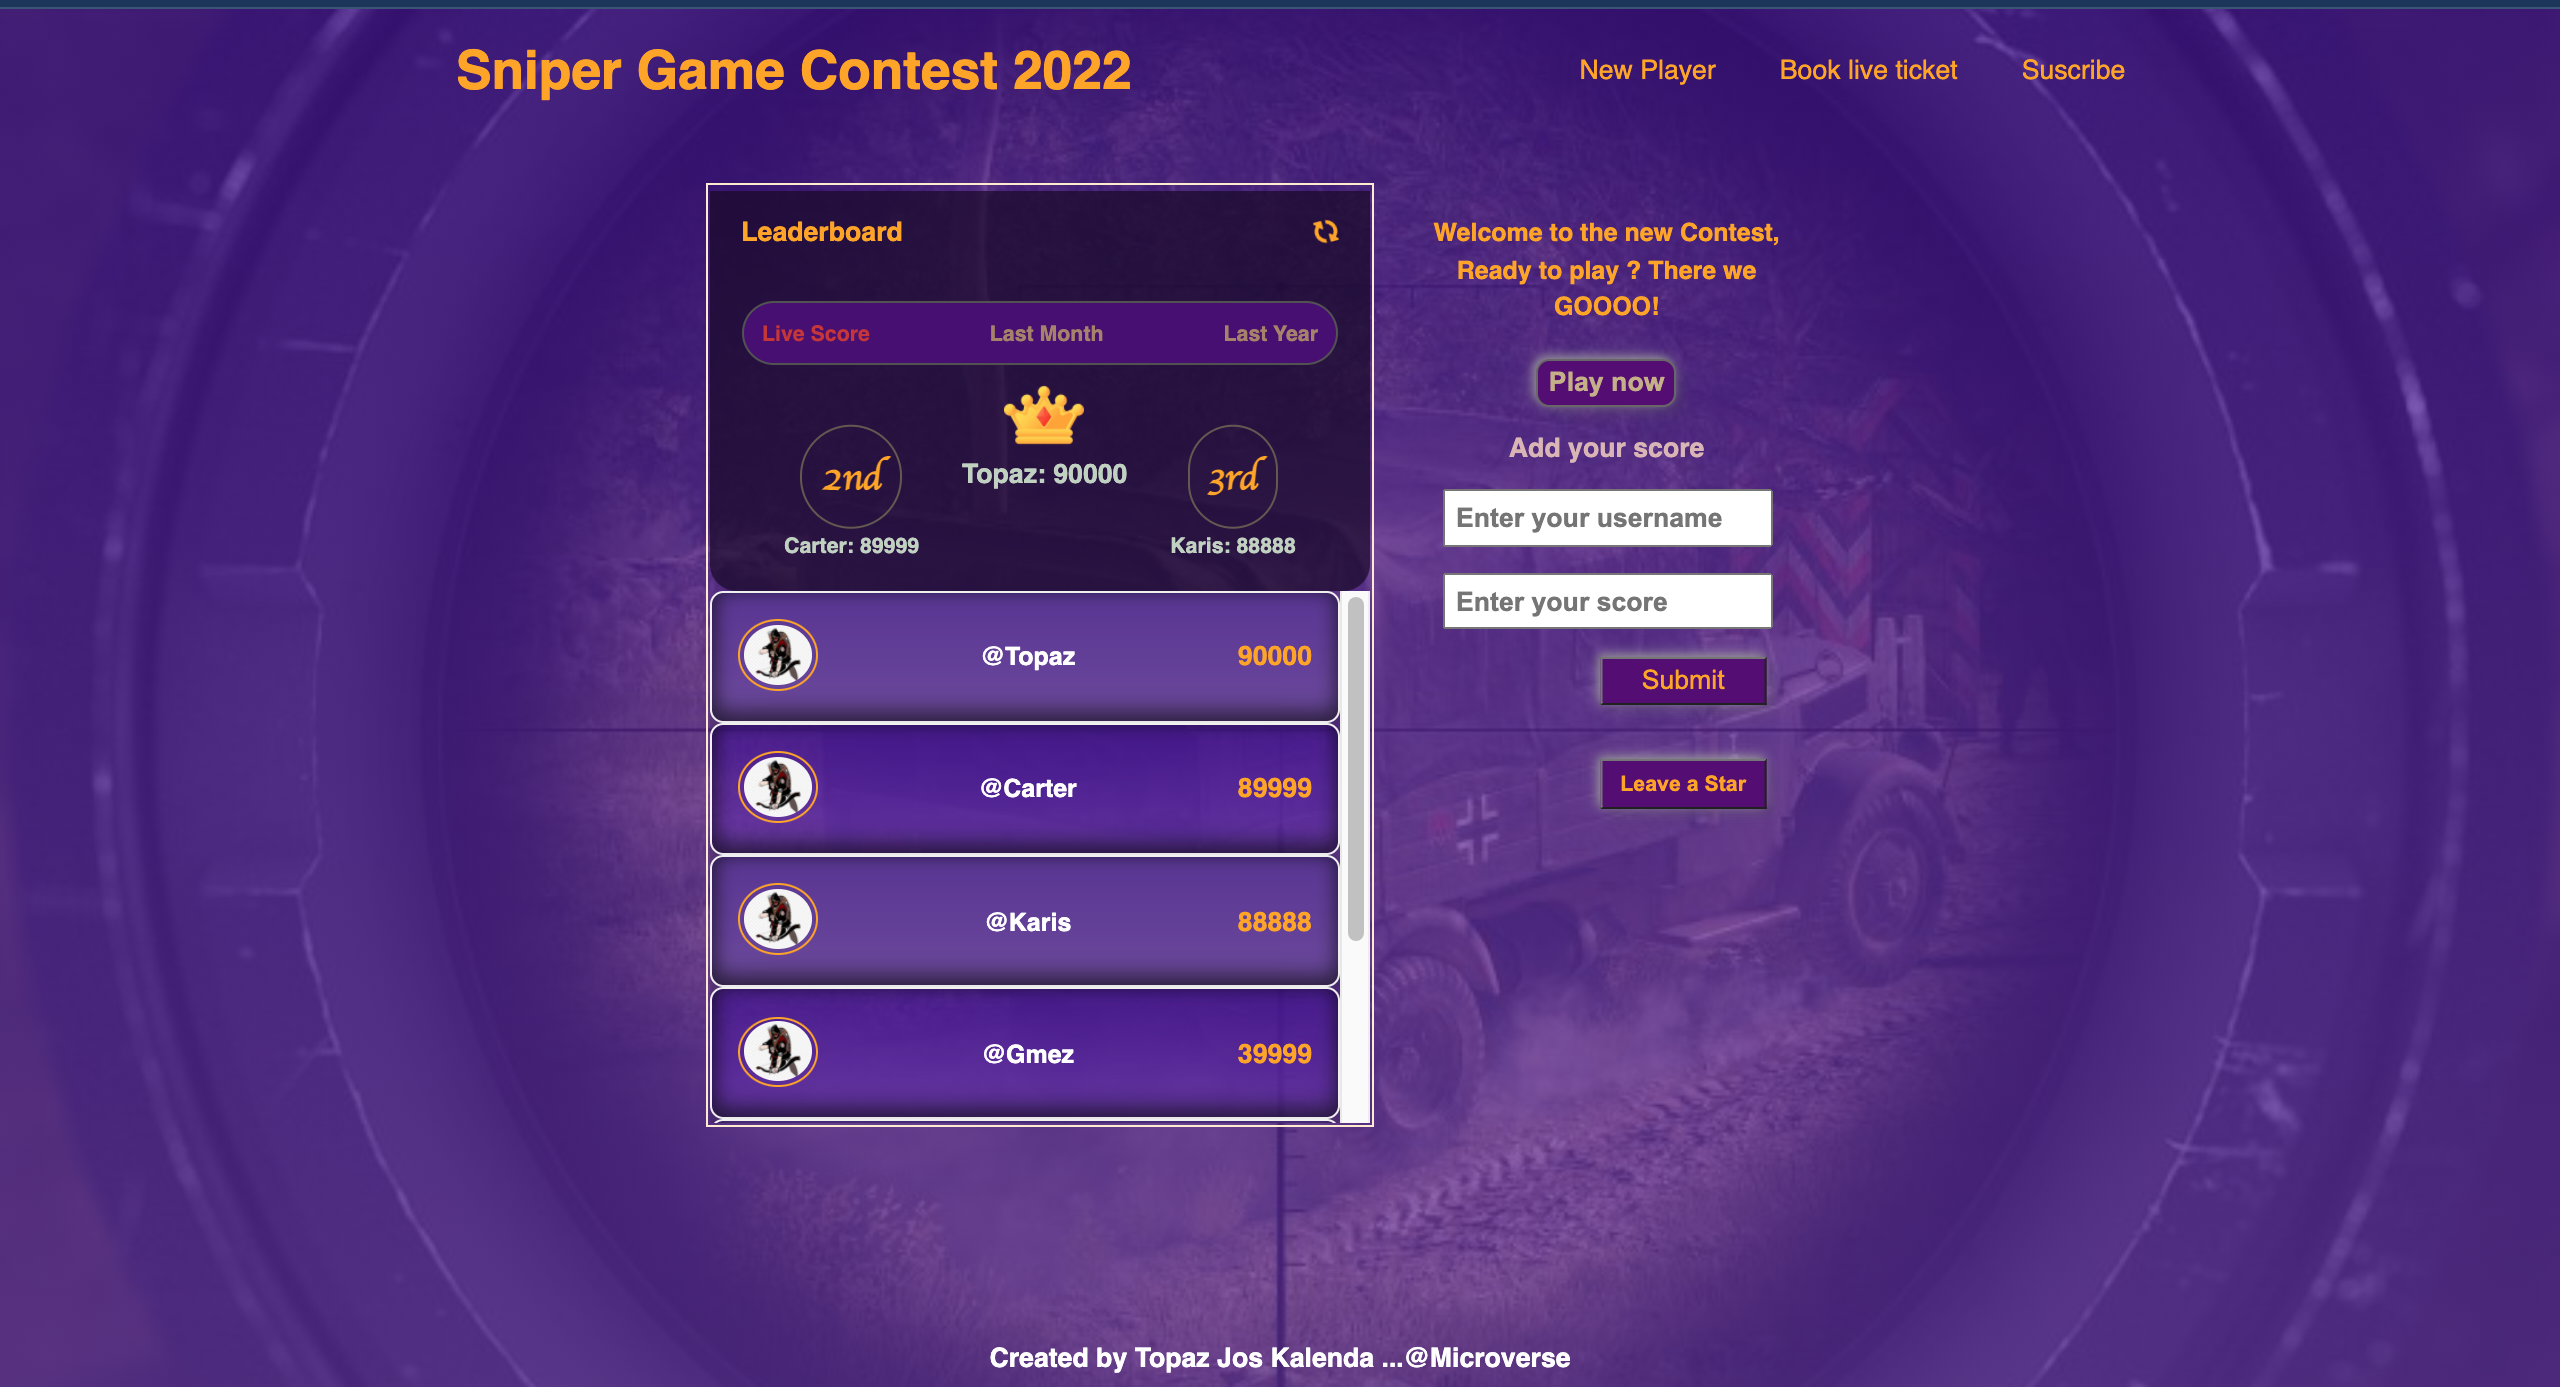 Sniper Game Contest 2022
New Player
Book live ticket
Suscribe
Leaderboard
Live Score
Last Month
Last Year
2nd
Topaz: 90000
3rd
Carter: 89999
Karis: 88888
@Topaz
90000
@Carter
89999
@Karis
88888
@Gmez
39999
Welcome to the new Contest,
Ready to play ? There we
GOOOO!
Play now
Add your score
Enter your username
Enter your score
Submit
Leave a Star
Created by Topaz Jos Kalenda ...@Microverse